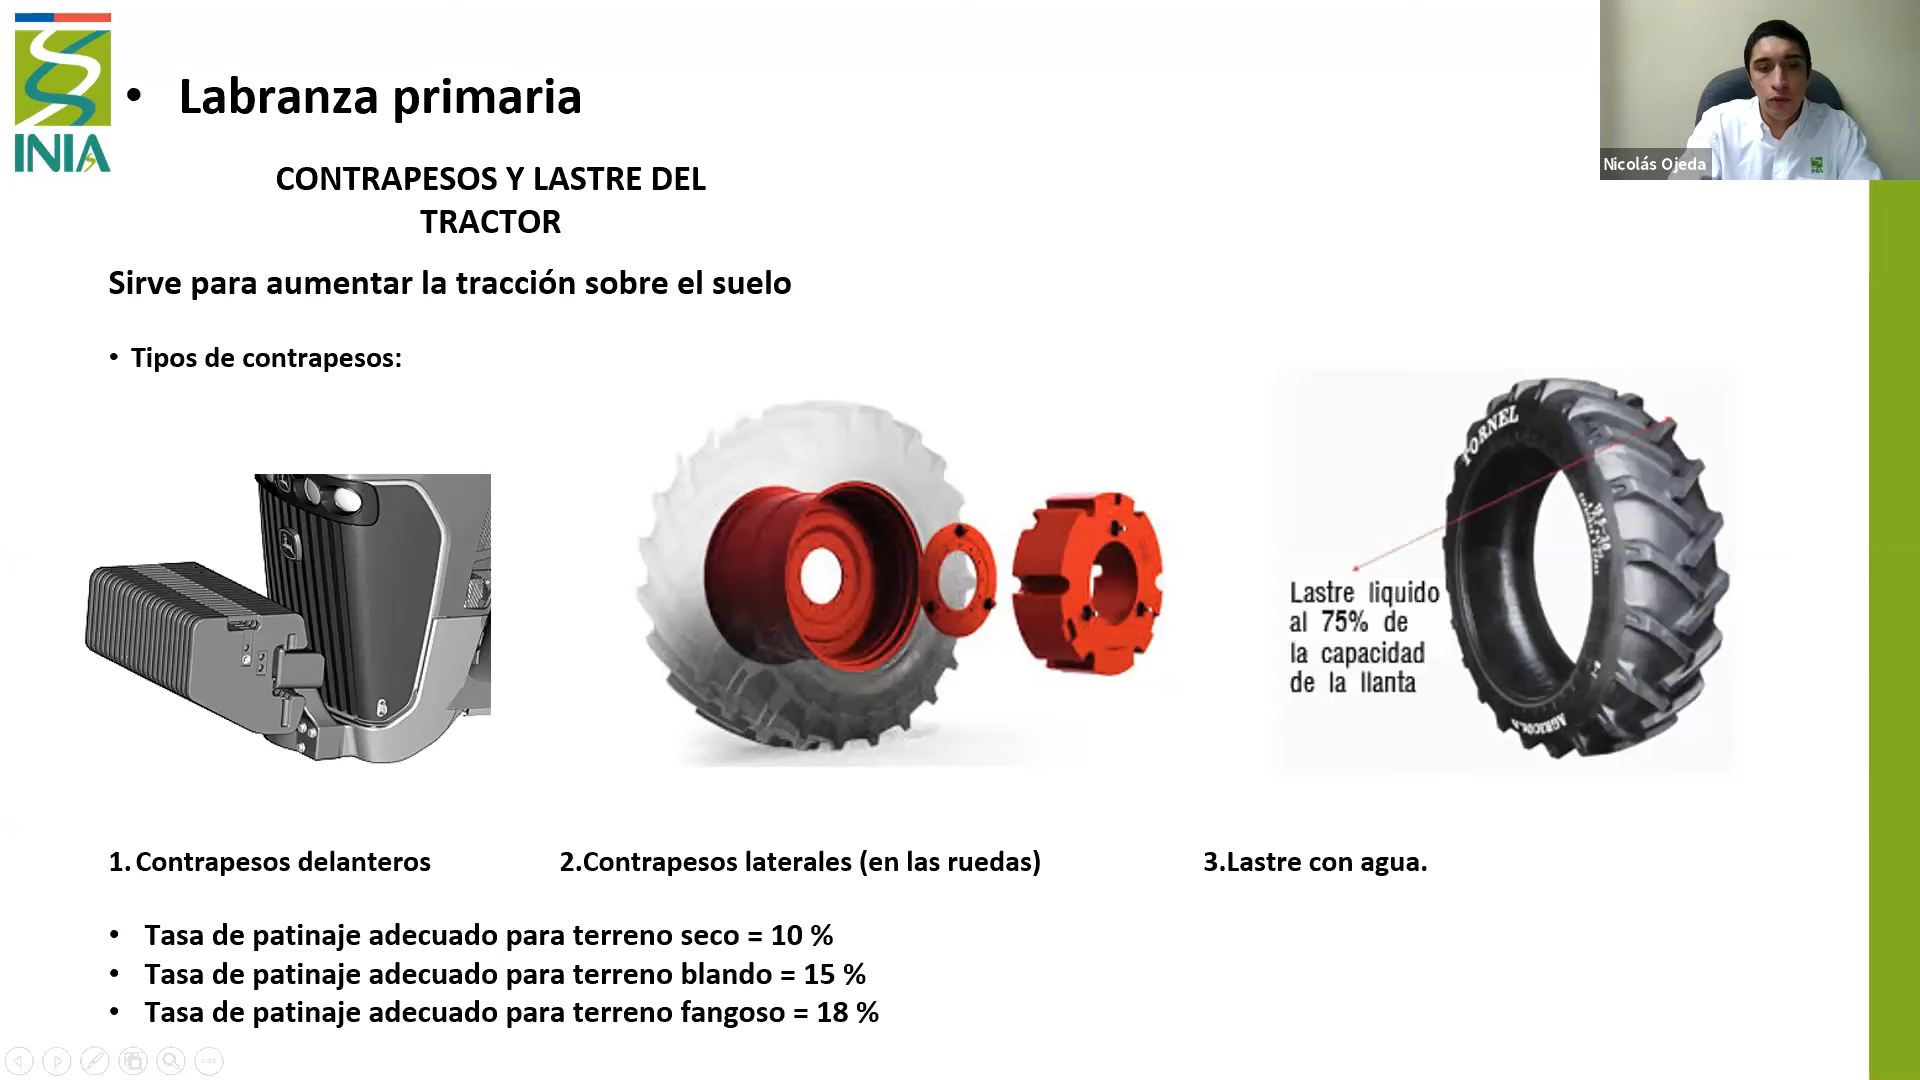 INIA
• Labranza primaria
CONTRAPESOS Y LASTRE DEL
TRACTOR
Sirve para aumentar la tracción sobre el suelo
• Tipos de contrapesos:
Nicolás Ojeda
INIA
TORNEL
AGRICOLA
Lastre liquido
al 75% de
la capacidad
de la llanta
1. Contrapesos delanteros
2.Contrapesos laterales (en las ruedas)
3.Lastre con agua.
• Tasa de patinaje adecuado para terreno seco = 10 %
• Tasa de patinaje adecuado para terreno blando = 15 %
• Tasa de patinaje adecuado para terreno fangoso = 18 %